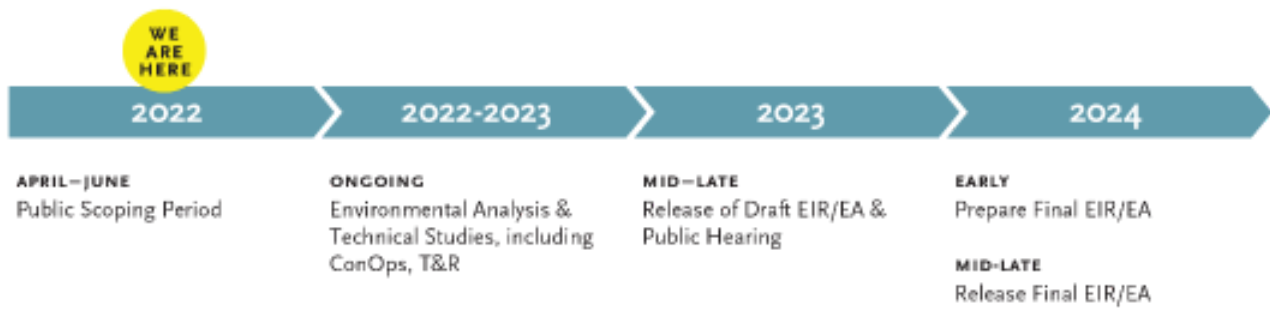 WE
ARE
HERE
2022
2022-2023
2023
2024
APRIL–JUNE
Public Scoping Period
ONGOING
Environmental Analysis &
Technical Studies, including
ConOps, T&R
MID–LATE
Release of Draft EIR/EA &
Public Hearing
EARLY
Prepare Final EIR/EA
MID-LATE
Release Final EIR/EA